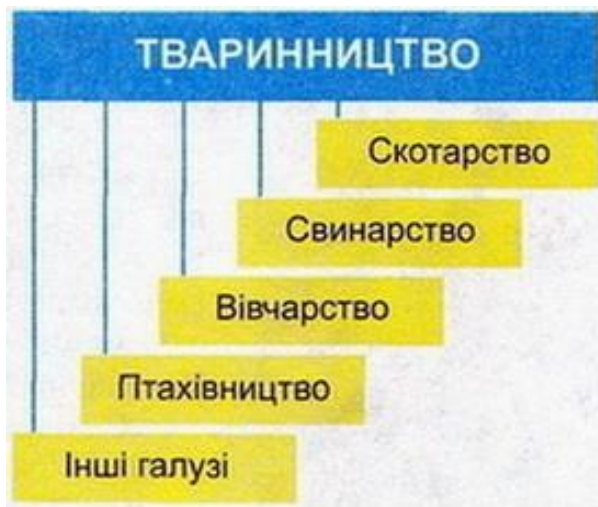 ТВАРИННИЦТВО
Скотарство
Свинарство
Вівчарство
Птахівництво
Інші галузі